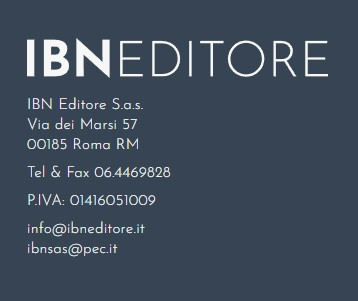 IBNEDITORE
IBN Editore S.a.s.
Via dei Marsi 57
00185 Roma RM
Tel & Fax 06.4469828
P.IVA: 01416051009
info@ibneditore.it
ibnsas@pec.it